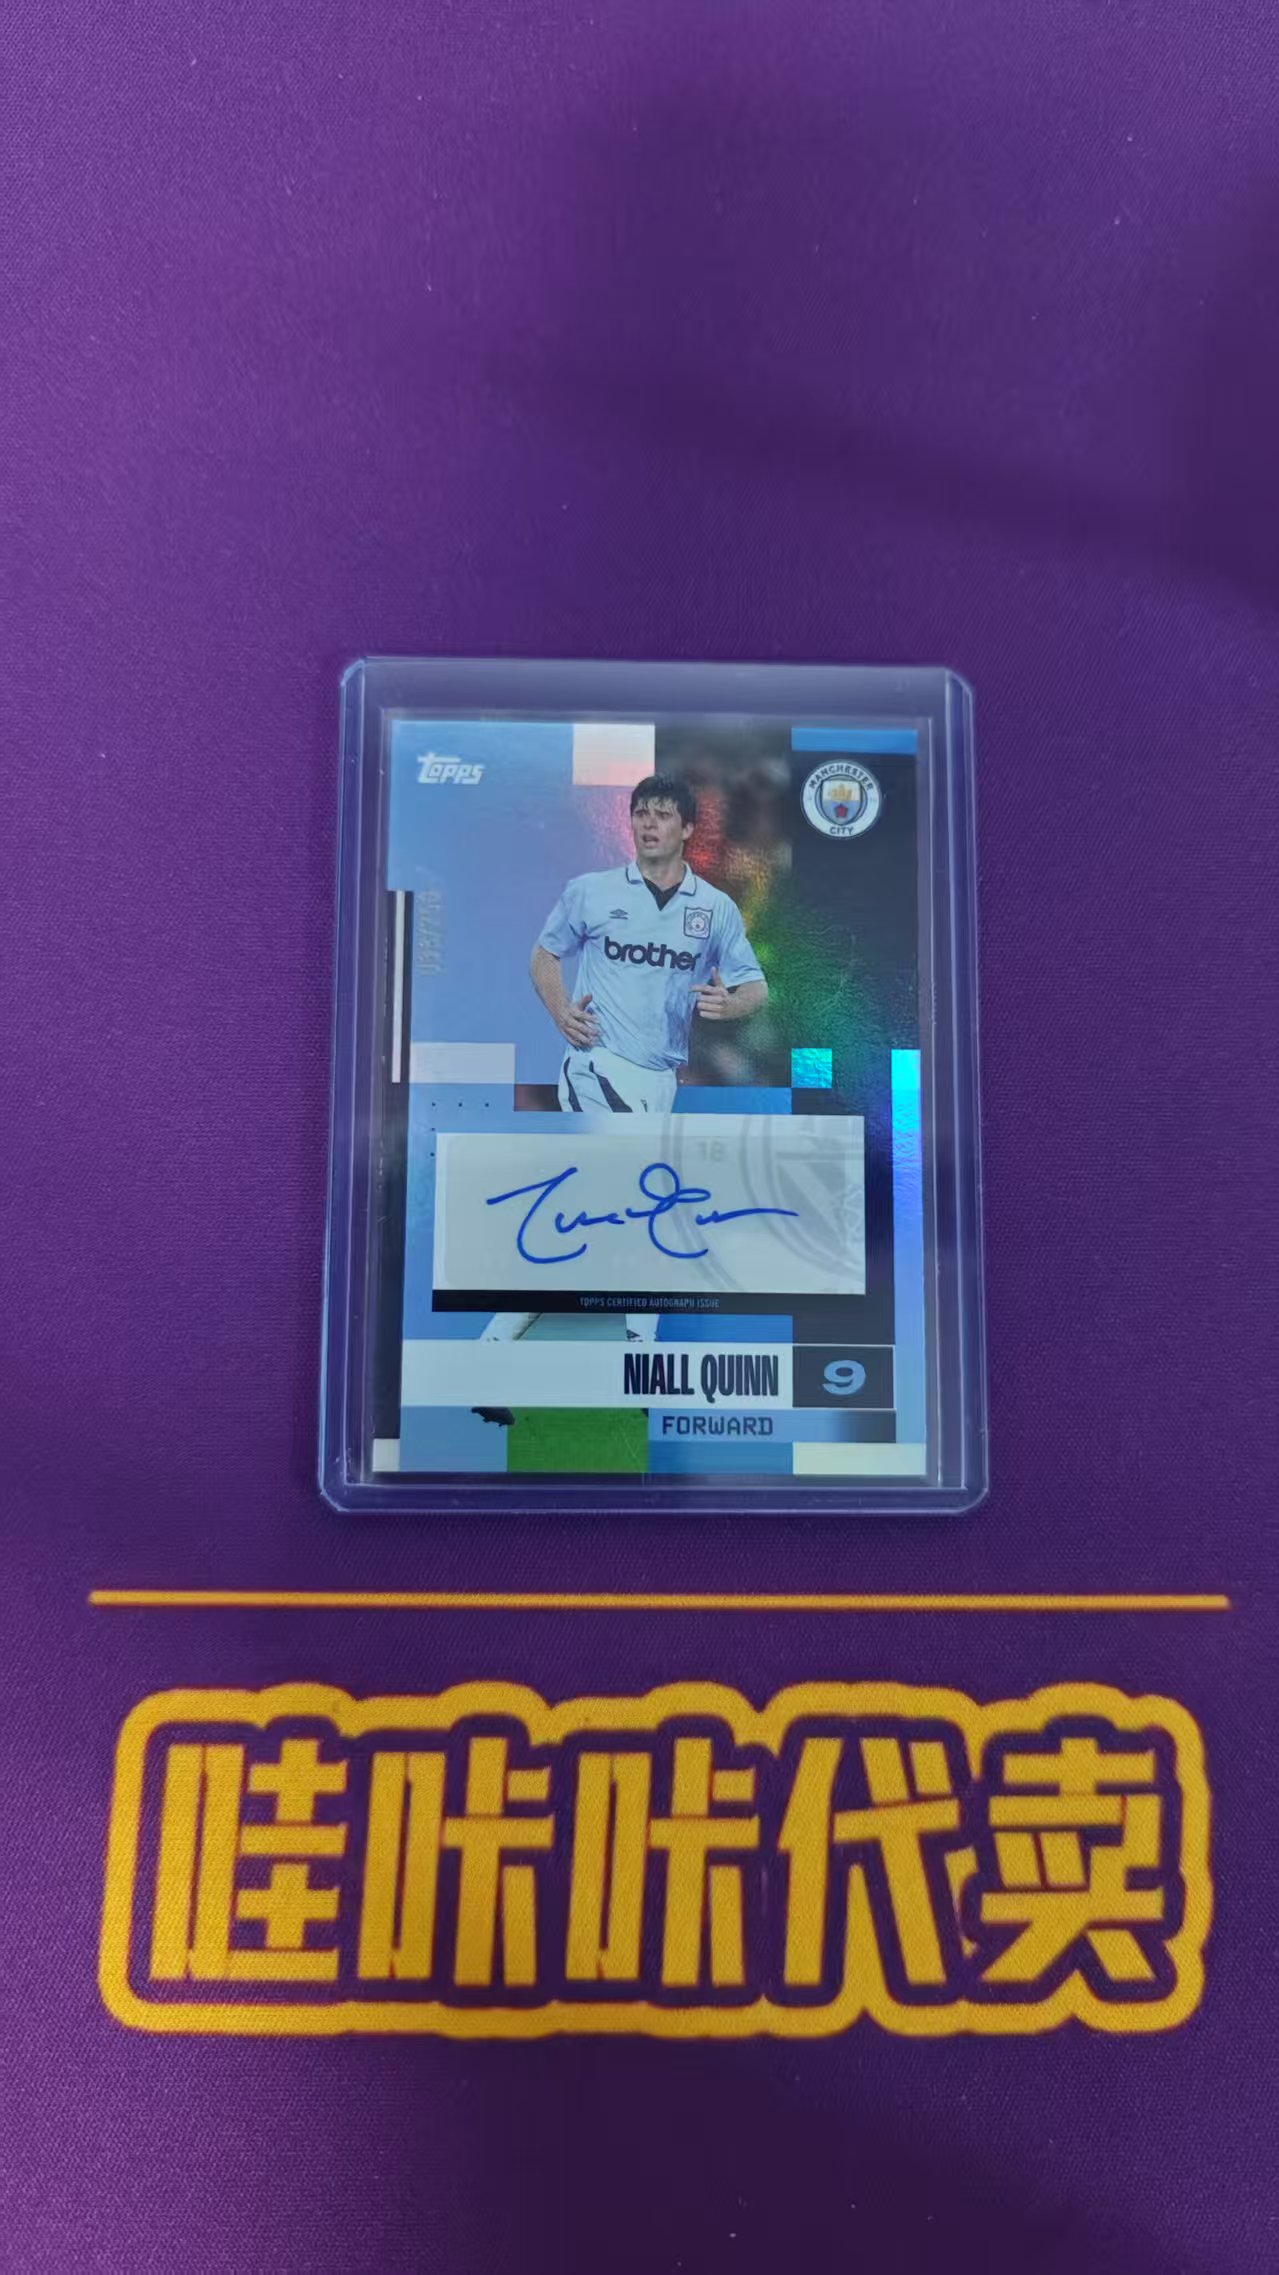 Topps
MANCHESTER
CITY
brother
TOPPS CERTIFIED AUTOGRAPH ISSUE
NIALL QUINN
9
FORWARD
哇咔咔代卖